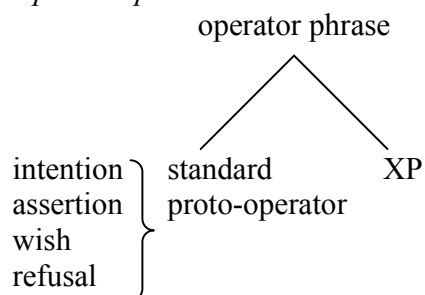 operator phrase
intention standard XP
assertion proto-operator
wish
refusal